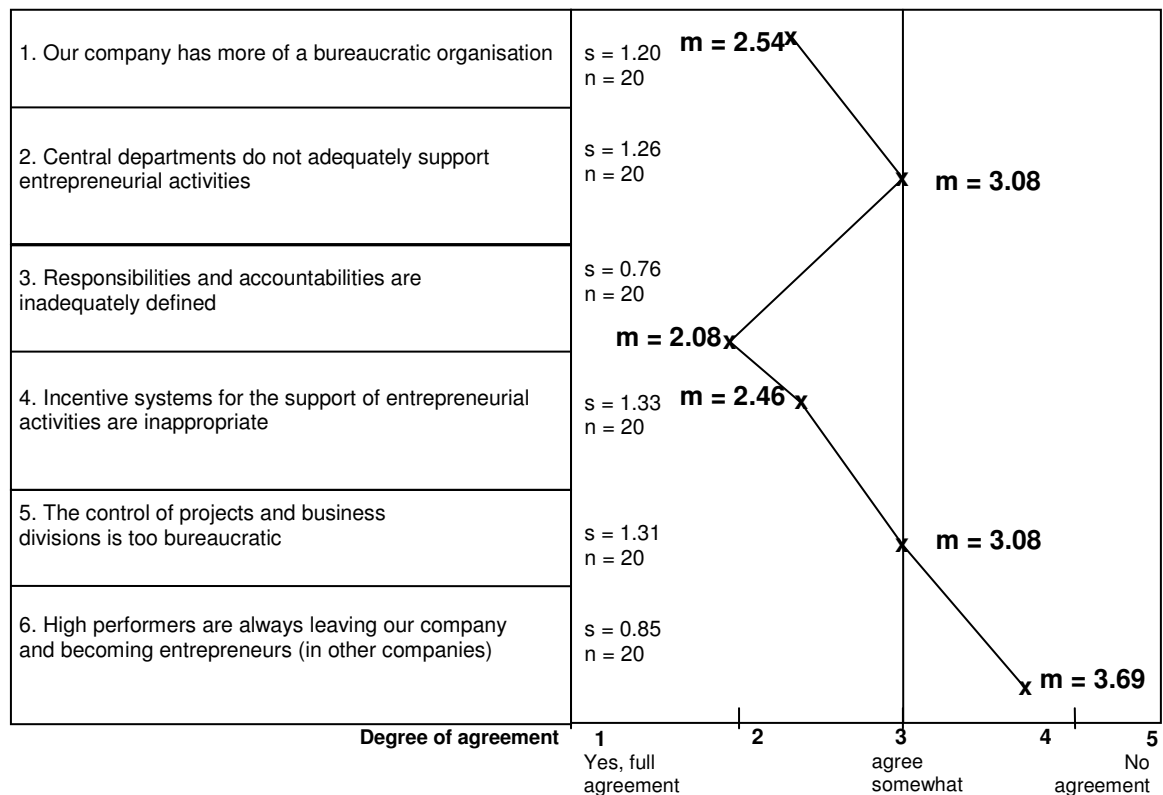 1. Our company has more of a bureaucratic organisation
s = 1.20
n = 20
m = 2.54
x
2. Central departments do not adequately support
entrepreneurial activities
s = 1.26
n = 20
x
m = 3.08
3. Responsibilities and accountabilities are
inadequately defined
s = 0.76
n = 20
m = 2.08
x
4. Incentive systems for the support of entrepreneurial
activities are inappropriate
s = 1.33
n = 20
m = 2.46
x
5. The control of projects and business
divisions is too bureaucratic
s = 1.31
n = 20
x
m = 3.08
6. High performers are always leaving our company
and becoming entrepreneurs (in other companies)
s = 0.85
n = 20
x
m = 3.69
Degree of agreement
1
2
3
4
5
Yes, full
agreement
agree
somewhat
No
agreement